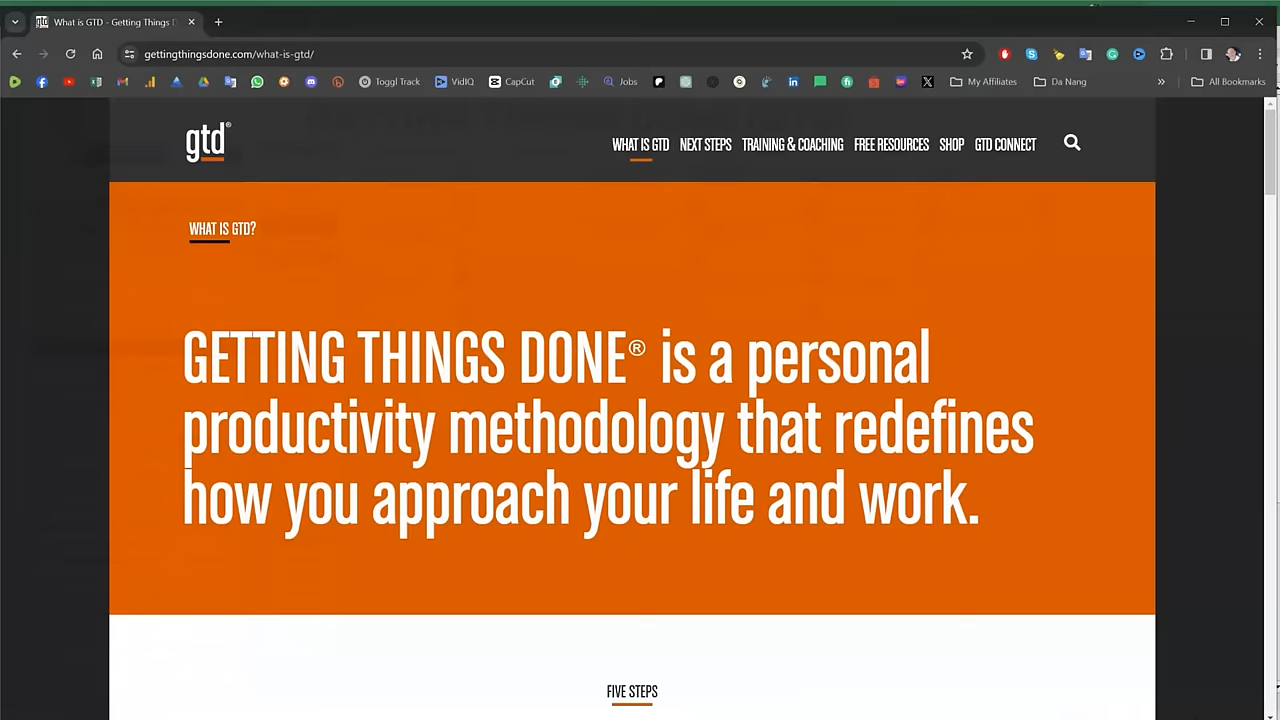 What is GTD - Getting Things D
gettingthingsdone.com/what-is-gtd/
Toggl Track
VidIQ
CapCut
Jobs
My Affiliates
Da Nang
All Bookmarks
gtd®
WHAT IS GTD
NEXT STEPS
TRAINING & COACHING
FREE RESOURCES
SHOP
GTD CONNECT
WHAT IS GTD?
GETTING THINGS DONE® is a personal
productivity methodology that redefines
how you approach your life and work.
FIVE STEPS